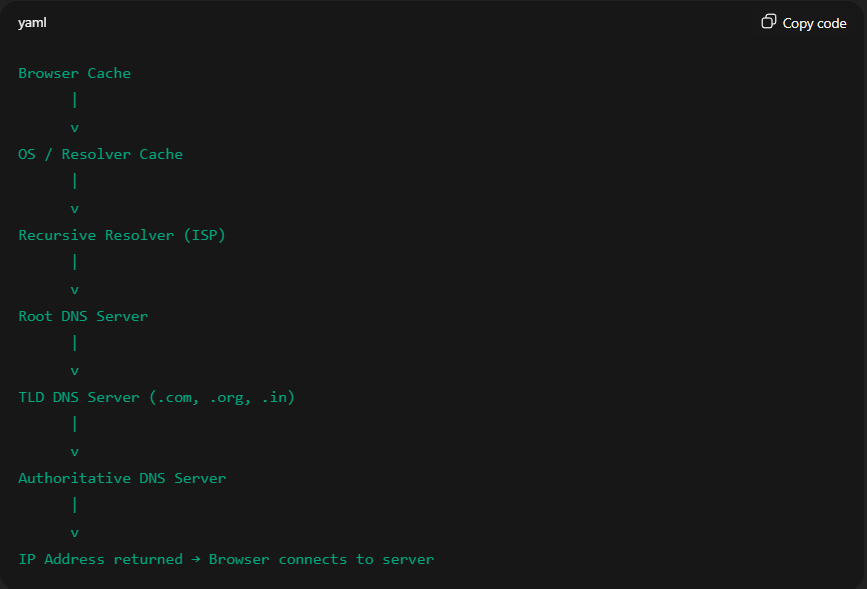 yaml
Copy code
Browser Cache
|
v
OS / Resolver Cache
|
v
Recursive Resolver (ISP)
|
v
Root DNS Server
|
v
TLD DNS Server (.com, .org, .in)
|
v
Authoritative DNS Server
|
v
IP Address returned → Browser connects to server